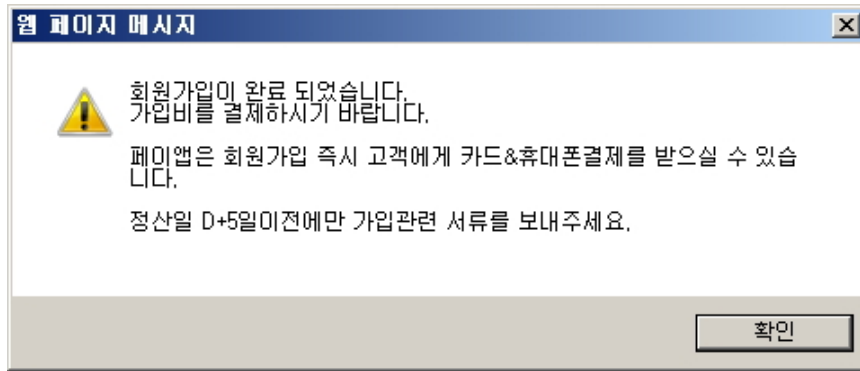 웹 페이지 메시지
회원가입이 완료 되었습니다.
가입비를 결제하시기 바랍니다.
페이앱은 회원가입 즉시 고객에게 카드&휴대폰결제를 받으실 수 있습
니다.
정산일 D+5일이전에만 가입관련 서류를 보내주세요.
확인